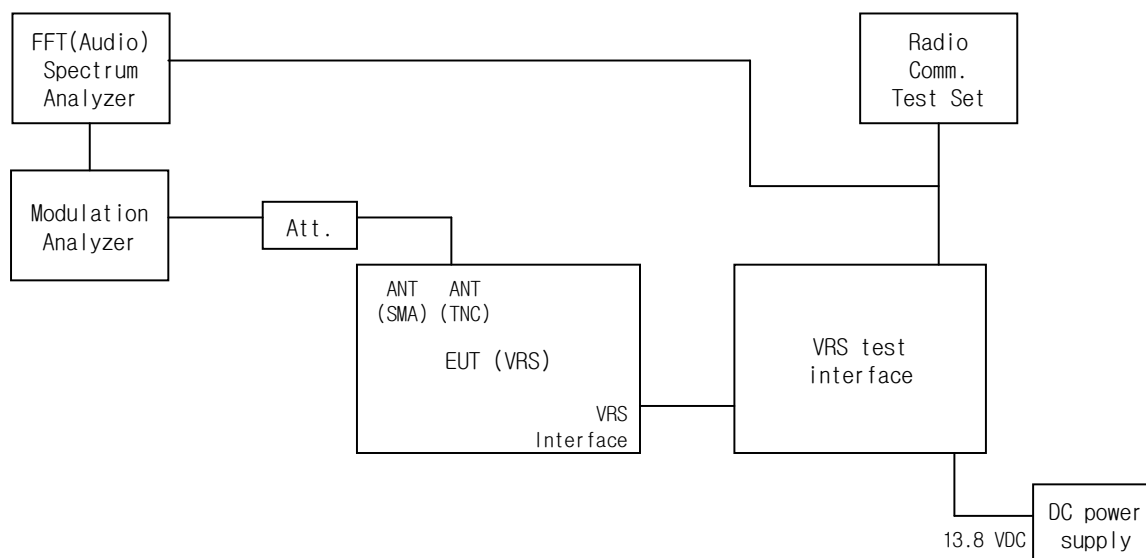 FFT(Audio)
Spectrum
Analyzer
Radio
Comm.
Test Set
Modulation
Analyzer
Att.
ANT ANT
(SMA) (TNC)
EUT (VRS)
VRS
Interface
VRS test
interface
13.8 VDC
DC power
supply